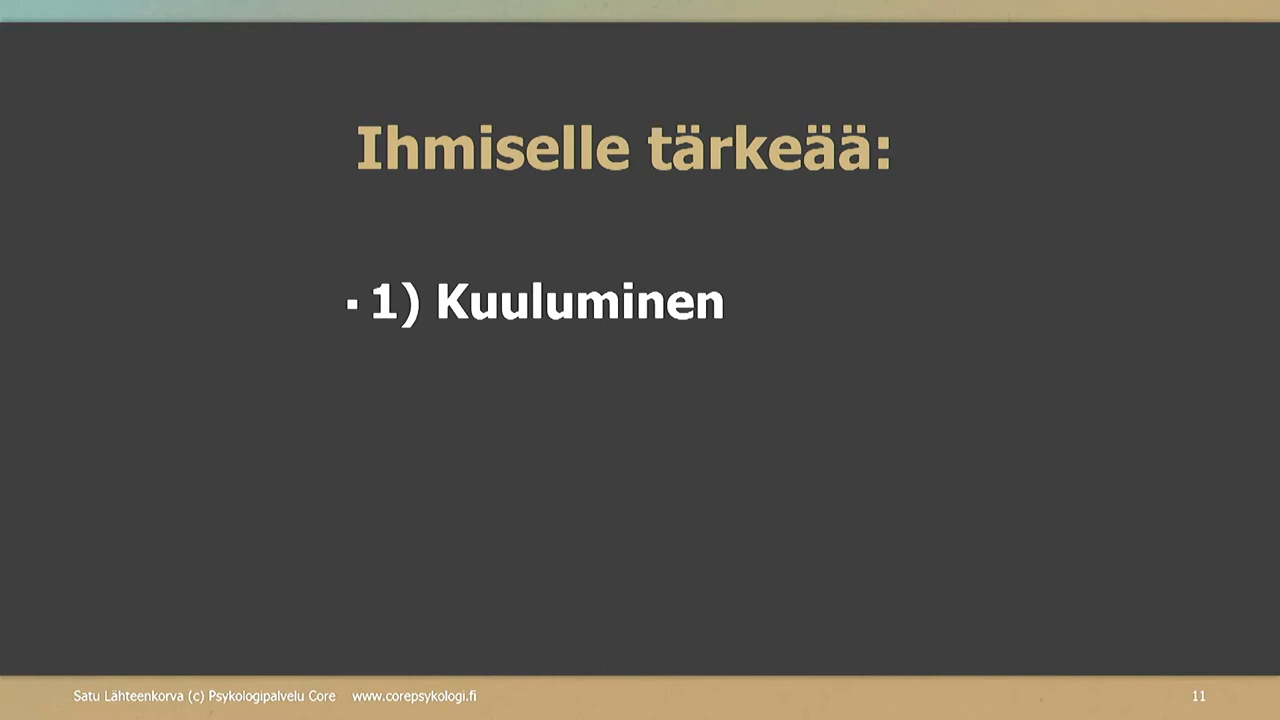 Ihmiselle tärkeää:
▪ 1) Kuuluminen
Satu Lähteenkorva (c) Psykologipalvelu Core www.corepsykologi.fi
11